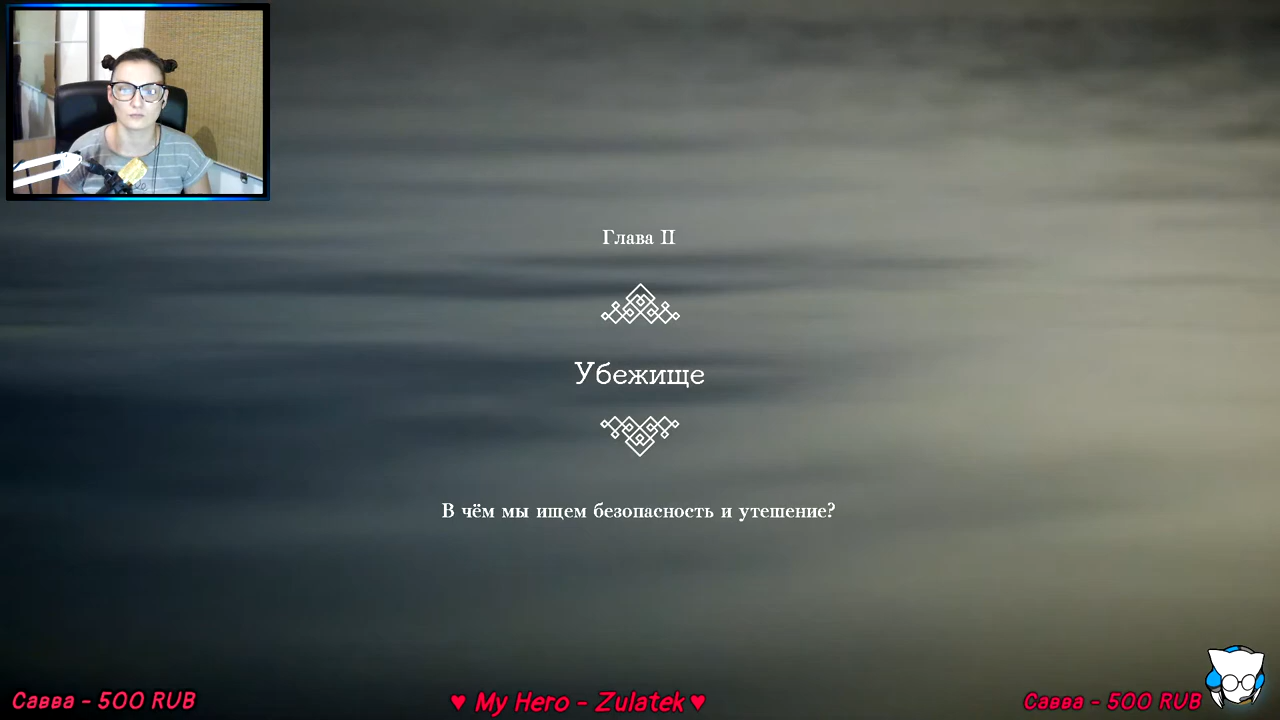 Глава II
Убежище
В чём мы ищем безопасность и утешение?
Савва - 500 RUB
♥ My Hero - Zulatek ♥
Савва - 500 RUB